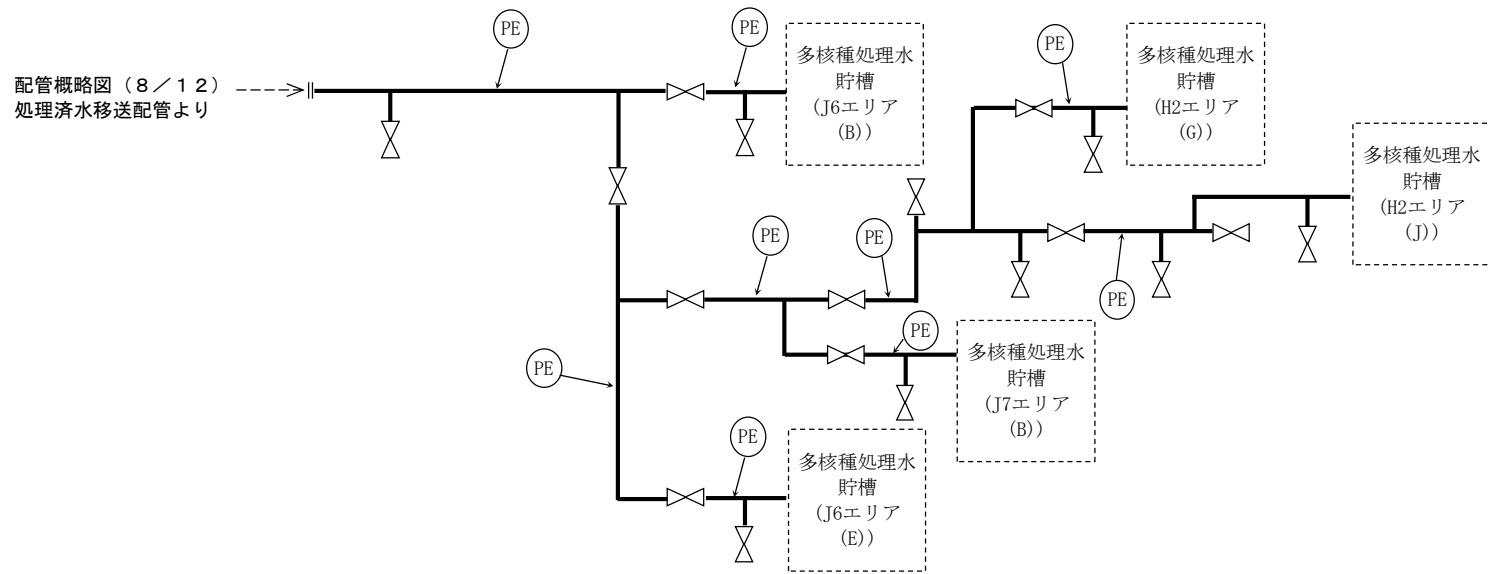 配管概略図（８／１２）
処理済水移送配管より
PE
PE
多核種処理水
貯槽
(J6エリア
(B))
PE
多核種処理水
貯槽
(H2エリア
(G))
多核種処理水
貯槽
(H2エリア
(J))
PE
PE
PE
PE
多核種処理水
貯槽
(J7エリア
(B))
PE
PE
多核種処理水
貯槽
(J6エリア
(E))